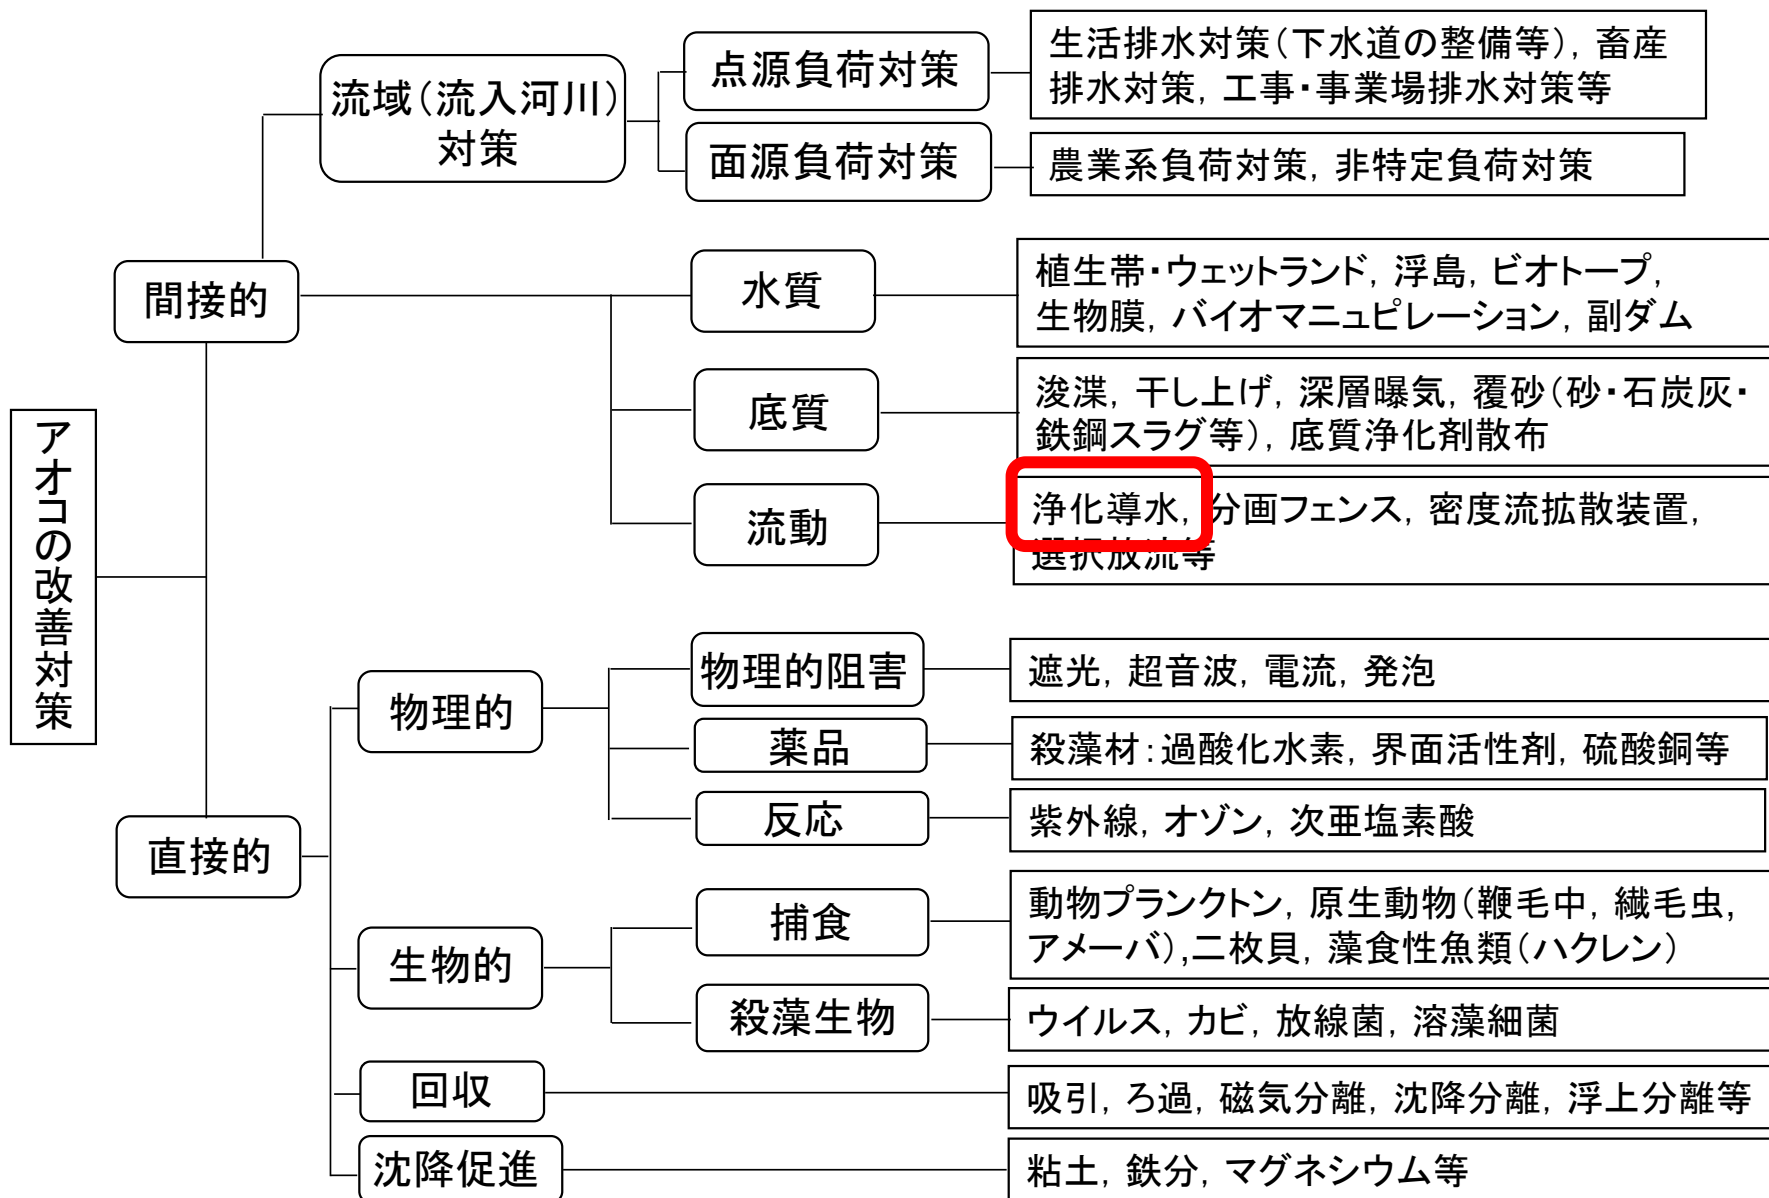 アオコの改善対策
間接的
流域（流入河川）
対策
点源負荷対策
生活排水対策（下水道の整備等），畜産
排水対策，工事・事業場排水対策等
面源負荷対策
農業系負荷対策，非特定負荷対策
水質
植生帯・ウェットランド，浮島，ビオトープ，
生物膜，バイオマニュピレーション，副ダム
底質
浚渫，干し上げ，深層曝気，覆砂（砂・石炭灰・
鉄鋼スラグ等），底質浄化剤散布
流動
浄化導水，分画フェンス，密度流拡散装置，
選択放流等
直接的
物理的
物理的阻害
遮光，超音波，電流，発泡
薬品
殺藻材：過酸化水素，界面活性剤，硫酸銅等
反応
紫外線，オゾン，次亜塩素酸
生物的
捕食
動物プランクトン，原生動物（鞭毛中，繊毛虫，
アメーバ），二枚貝，藻食性魚類（ハクレン）
殺藻生物
ウイルス，カビ，放線菌，溶藻細菌
回収
吸引，ろ過，磁気分離，沈降分離，浮上分離等
沈降促進
粘土，鉄分，マグネシウム等